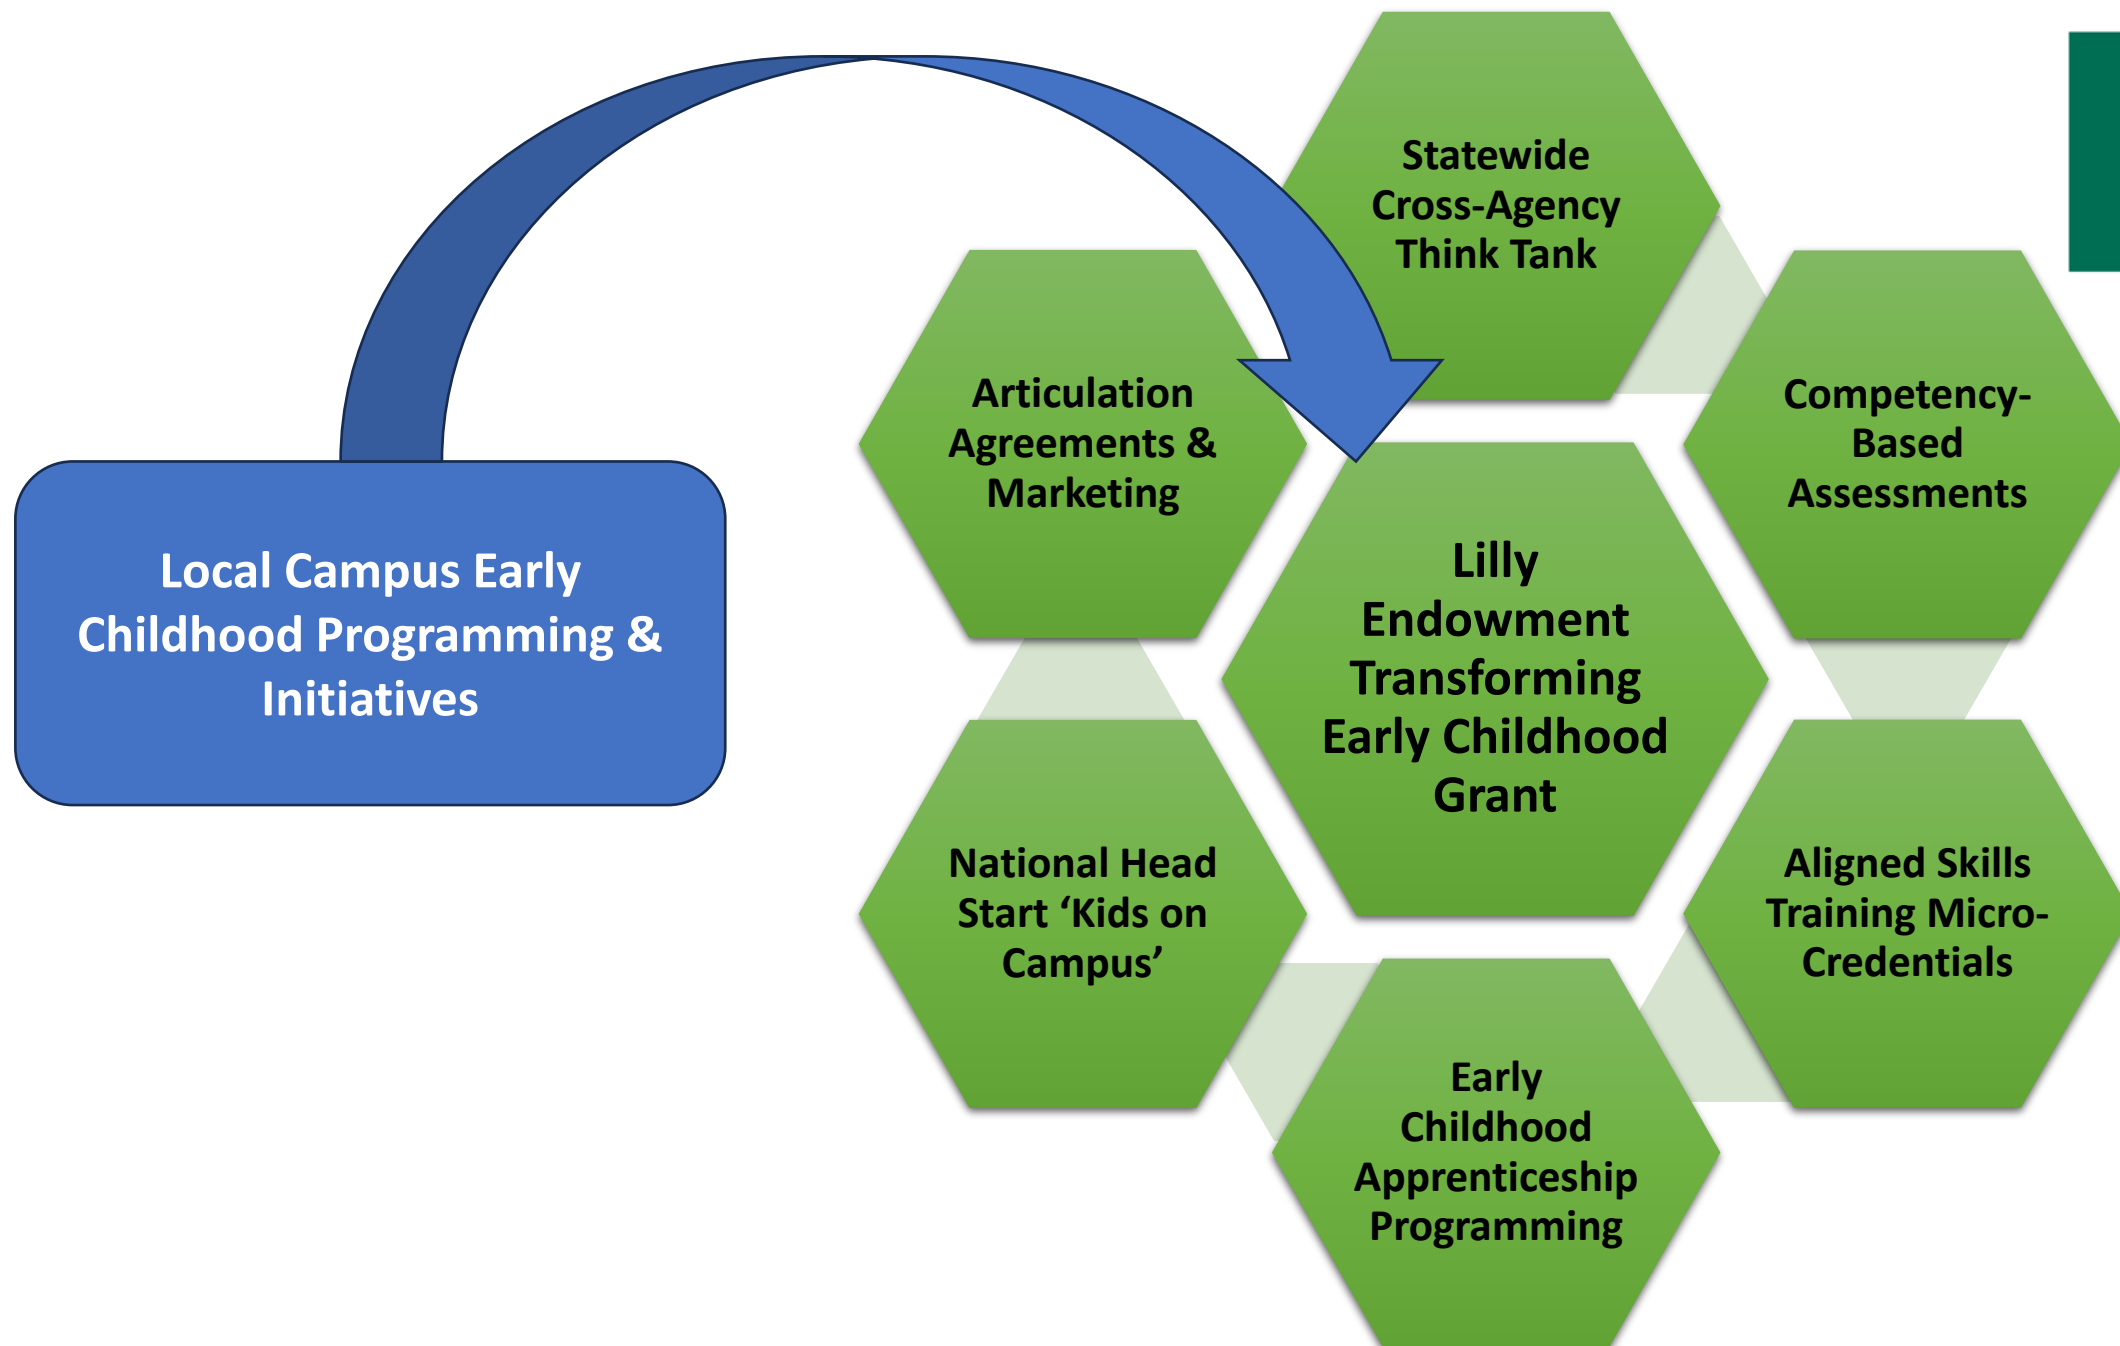 Local Campus Early
Childhood Programming &
Initiatives
Statewide
Cross-Agency
Think Tank
Articulation
Agreements &
Marketing
Competency-
Based
Assessments
Lilly
Endowment
Transforming
Early Childhood
Grant
National Head
Start ‘Kids on
Campus’
Aligned Skills
Training Micro-
Credentials
Early
Childhood
Apprenticeship
Programming